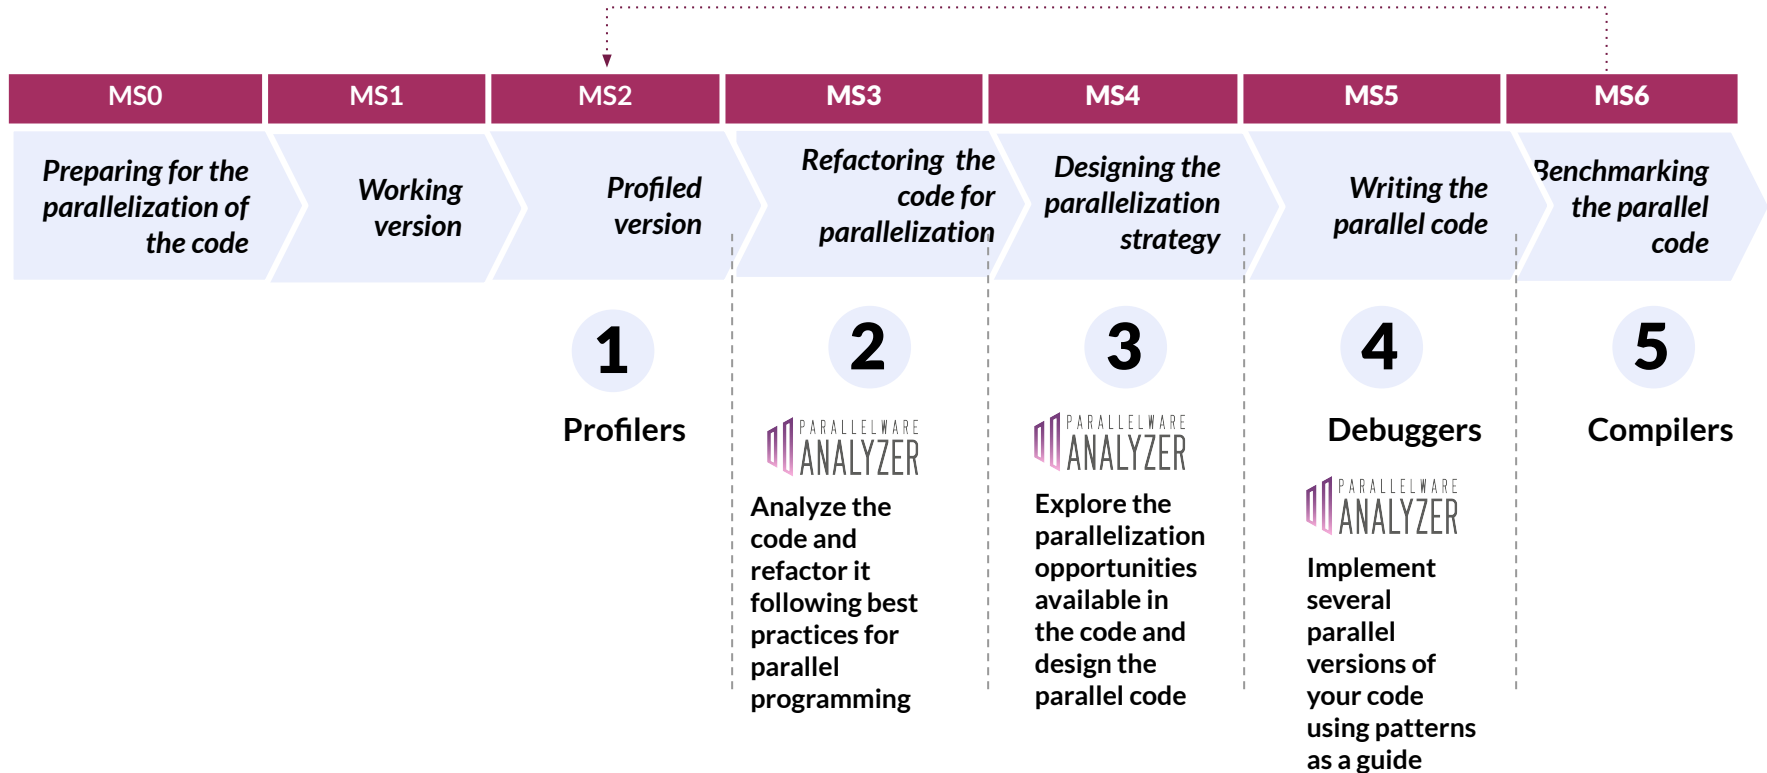 MS0
MS1
MS2
MS3
MS4
MS5
MS6
Preparing for the
parallelization of
the code
Working
version
Profiled
version
Refactoring the
code for
parallelization
Designing the
parallelization
strategy
Writing the
parallel code
Benchmarking
the parallel
code
1
Profilers
2
PARALLELWARE
ANALYZER
Analyze the
code and
refactor it
following best
practices for
parallel
programming
3
PARALLELWARE
ANALYZER
Explore the
parallelization
opportunities
available in
the code and
design the
parallel code
4
Debuggers
PARALLELWARE
ANALYZER
Implement
several
parallel
versions of
your code
using patterns
as a guide
5
Compilers